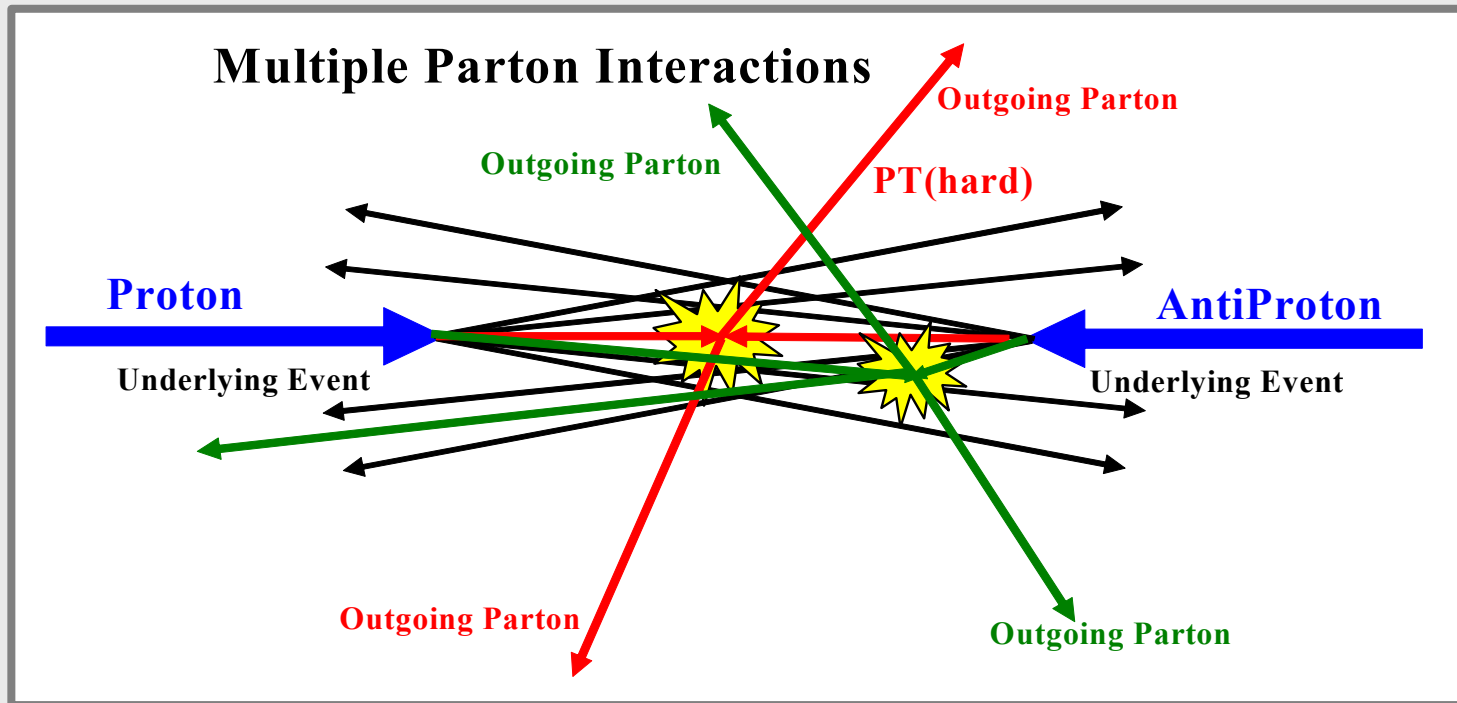 Multiple Parton Interactions
Outgoing Parton
Outgoing Parton
PT(hard)
Proton
AntiProton
Underlying Event
Underlying Event
Outgoing Parton
Outgoing Parton